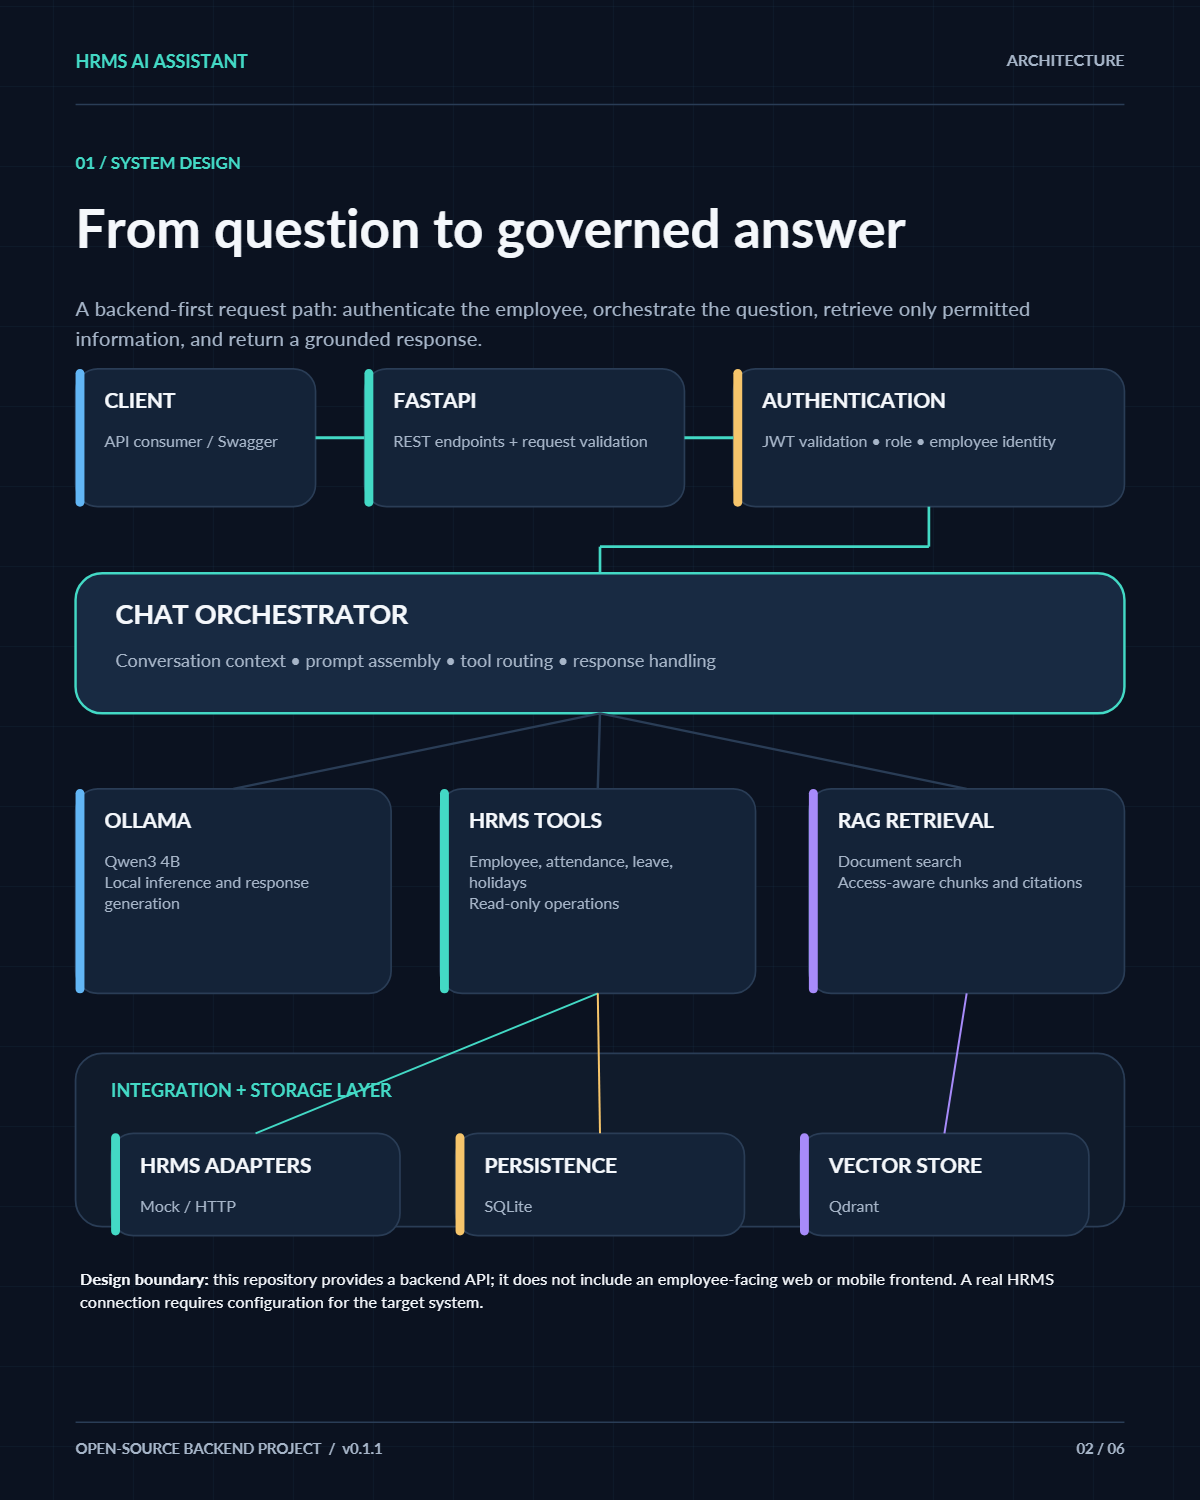 HRMS AI ASSISTANT
ARCHITECTURE
01 / SYSTEM DESIGN
From question to governed answer
A backend-first request path: authenticate the employee, orchestrate the question, retrieve only permitted
information, and return a grounded response.
CLIENT
API consumer / Swagger
FASTAPI
REST endpoints + request validation
AUTHENTICATION
JWT validation • role • employee identity
CHAT ORCHESTRATOR
Conversation context • prompt assembly • tool routing • response handling
OLLAMA
Qwen3 4B
Local inference and response
generation
HRMS TOOLS
Employee, attendance, leave,
holidays
Read-only operations
RAG RETRIEVAL
Document search
Access-aware chunks and citations
INTEGRATION + STORAGE LAYER
HRMS ADAPTERS
Mock / HTTP
PERSISTENCE
SQLite
VECTOR STORE
Qdrant
Design boundary: this repository provides a backend API; it does not include an employee-facing web or mobile frontend. A real HRMS
connection requires configuration for the target system.
OPEN-SOURCE BACKEND PROJECT / v0.1.1
02 / 06